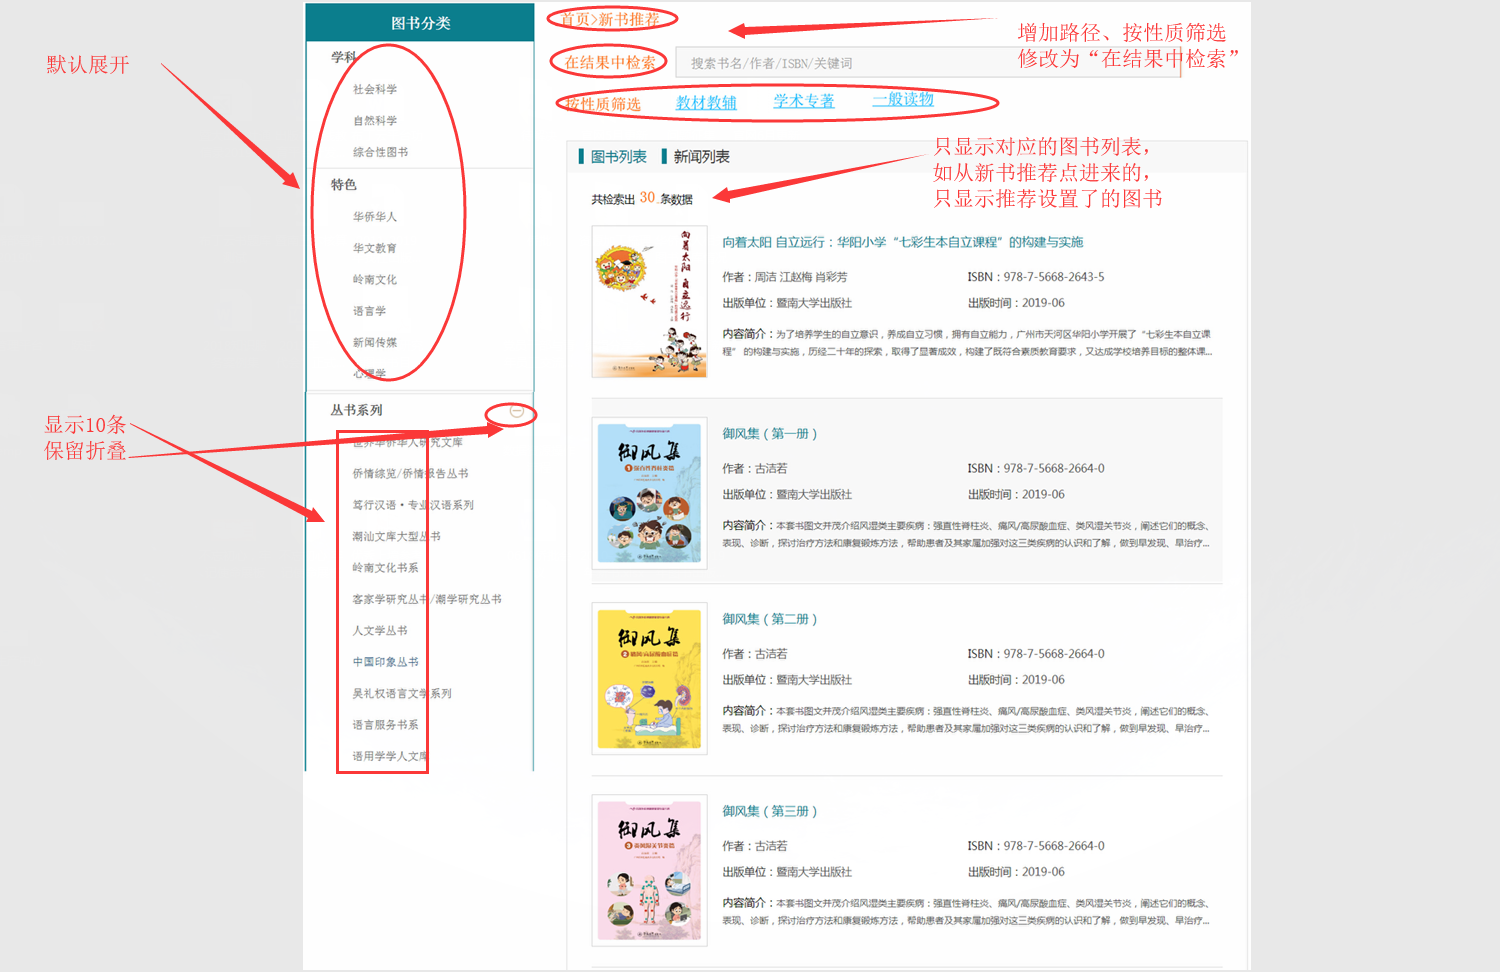 图书分类
学科
社会科学
自然科学
综合性图书
特色
华侨华人
华文教育
岭南文化
语言学
新闻传媒
心理学
丛书系列
世界华侨华人研究文库
侨情综览/侨情报告丛书
笃行汉语·专业汉语系列
潮汕文库大型丛书
岭南文化书系
客家学研究丛书/潮学研究丛书
人文学丛书
中国印象丛书
吴礼权语言文学系列
语言服务书系
语用学学人文库
默认展开
显示10条
保留折叠
首页>新书推荐
在结果中检索
搜索书名/作者/ISBN/关键词
按性质筛选 教材教辅 学术专著 一般读物
增加路径、按性质筛选
修改为“在结果中检索”
图书列表 新闻列表
共检索出 30 条数据
只显示对应的图书列表，
如从新书推荐点进来的，
只显示推荐设置了的图书
向着太阳 自立远行
向着太阳 自立远行：华阳小学“七彩生本自立课程”的构建与实施
作者：周洁 江赵梅 肖彩芳 ISBN：978-7-5668-2643-5
出版单位：暨南大学出版社 出版时间：2019-06
内容简介：为了培养学生的自立意识，养成自立习惯，拥有自立能力，广州市天河区华阳小学开展了“七彩生本自立课
程” 的构建与实施，历经二十年的探索，取得了显著成效，构建了既符合素质教育要求，又达成学校培养目标的整体课...
御风集
御风集（第一册）
作者：古洁若 ISBN：978-7-5668-2664-0
出版单位：暨南大学出版社 出版时间：2019-06
内容简介：本套书图文并茂介绍风湿类主要疾病：强直性脊柱炎、痛风/高尿酸血症、类风湿关节炎，阐述它们的概念、
表现、诊断，探讨治疗方法和康复锻炼方法，帮助患者及其家属加强对这三类疾病的认识和了解，做到早发现、早治疗...
御风集
御风集（第二册）
作者：古洁若 ISBN：978-7-5668-2664-0
出版单位：暨南大学出版社 出版时间：2019-06
内容简介：本套书图文并茂介绍风湿类主要疾病：强直性脊柱炎、痛风/高尿酸血症、类风湿关节炎，阐述它们的概念、
表现、诊断，探讨治疗方法和康复锻炼方法，帮助患者及其家属加强对这三类疾病的认识和了解，做到早发现、早治疗...
御风集
御风集（第三册）
作者：古洁若 ISBN：978-7-5668-2664-0
出版单位：暨南大学出版社 出版时间：2019-06
内容简介：本套书图文并茂介绍风湿类主要疾病：强直性脊柱炎、痛风/高尿酸血症、类风湿关节炎，阐述它们的概念、
表现、诊断，探讨治疗方法和康复锻炼方法，帮助患者及其家属加强对这三类疾病的认识和了解，做到早发现、早治疗...